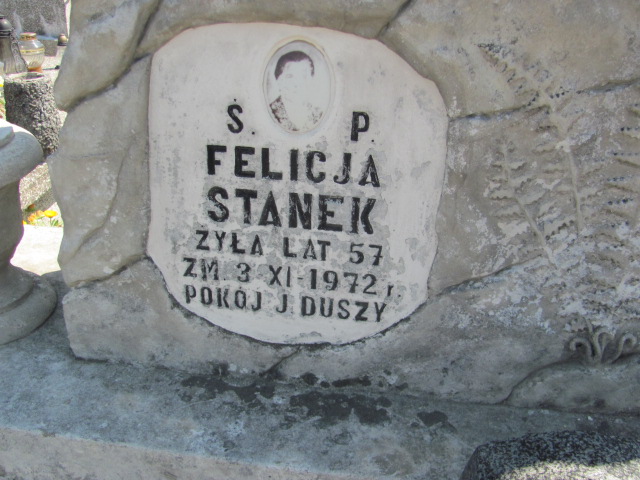 Ś. P.
FELICJA
STANEK
ŻYŁA LAT 57
ZM. 3 XI-1972 r.
POKÓJ J. DUSZY